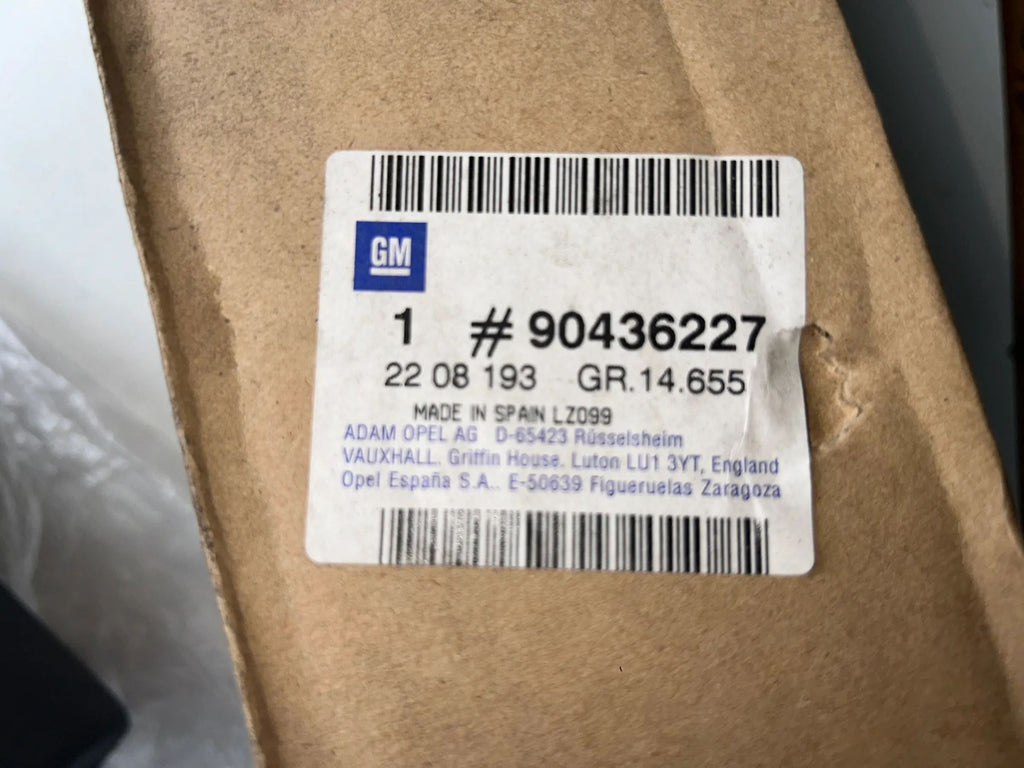 GM
1 # 90436227
22 08 193 GR.14.655
MADE IN SPAIN LZ099
ADAM OPEL AG D-65423 Rüsselsheim
VAUXHALL. Griffin House. Luton LU1 3YT, England
Opel España S.A.. E-50639 Figueruelas Zaragoza